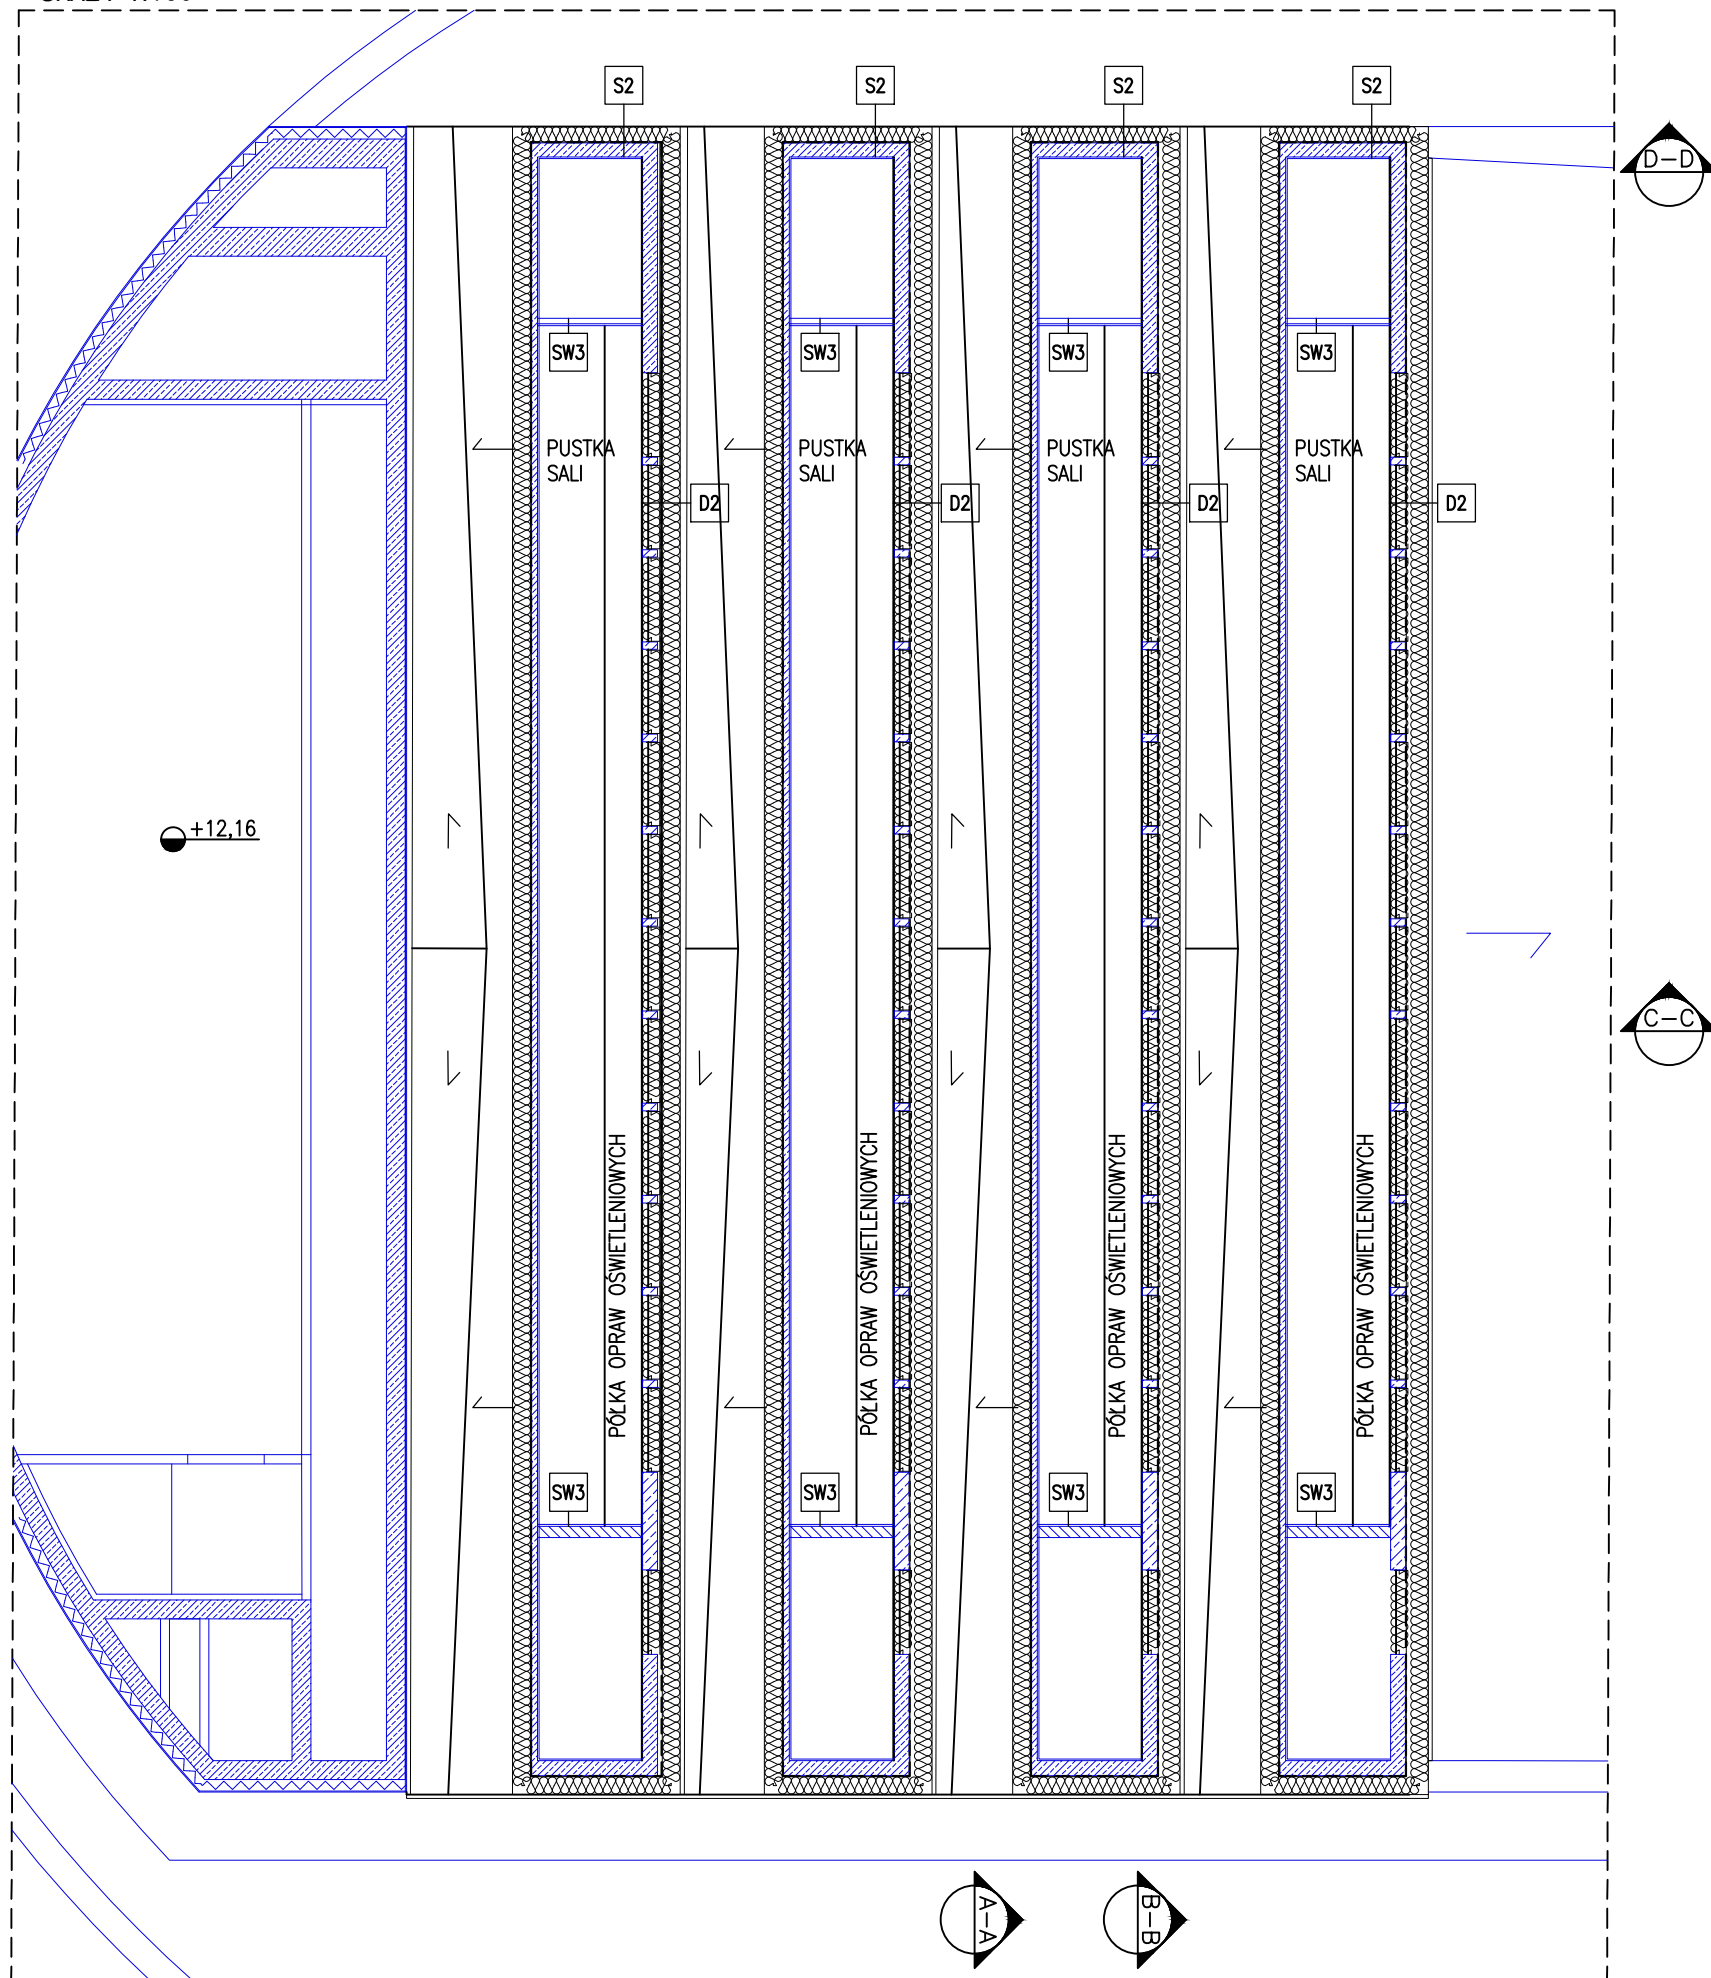 S2 S2 S2 S2
D-D
SW3 SW3 SW3 SW3
PUSTKA
SALI
PUSTKA
SALI
PUSTKA
SALI
PUSTKA
SALI
D2 D2 D2 D2
+12,16
C-C
PÓŁKA OPRAW OŚWIETLENIOWYCH
PÓŁKA OPRAW OŚWIETLENIOWYCH
PÓŁKA OPRAW OŚWIETLENIOWYCH
PÓŁKA OPRAW OŚWIETLENIOWYCH
SW3 SW3 SW3 SW3
A-A
B-B